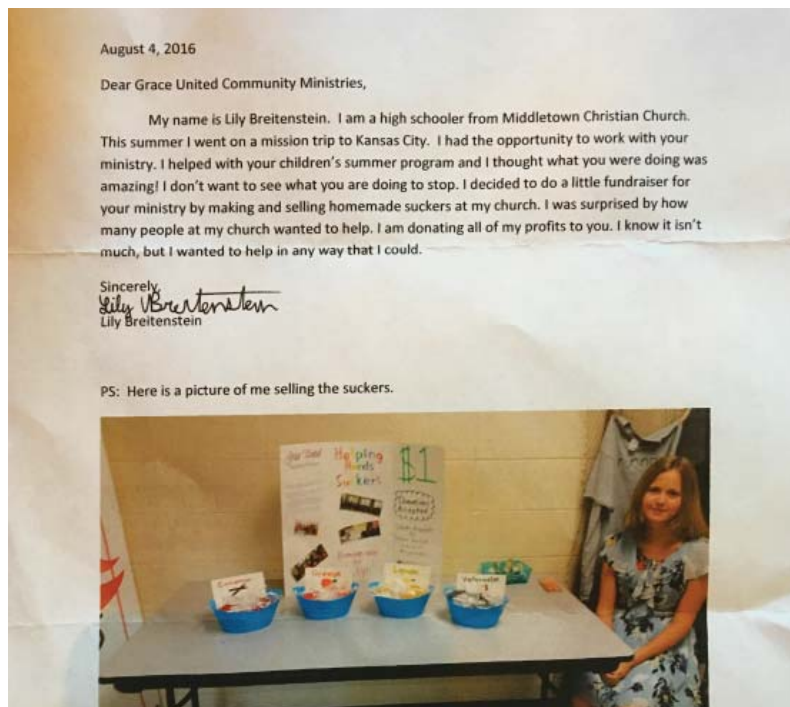 August 4, 2016
Dear Grace United Community Ministries,
My name is Lily Breitenstein. I am a high schooler from Middletown Christian Church.
This summer I went on a mission trip to Kansas City. I had the opportunity to work with your
ministry. I helped with your children's summer program and I thought what you were doing was
amazing! I don't want to see what you are doing to stop. I decided to do a little fundraiser for
your ministry by making and selling homemade suckers at my church. I was surprised by how
many people at my church wanted to help. I am donating all of my profits to you. I know it isn't
much, but I wanted to help in any way that I could.
Sincerely,
Lily Breitenstein
Lily Breitenstein
PS: Here is a picture of me selling the suckers.
Helping
Hands
Suckers
$1
Donations
Accepted
Cinnamon
Orange
Lemon
Watermelon